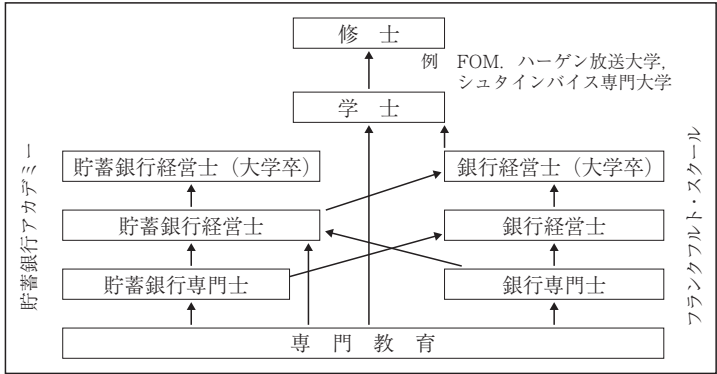 修　士
例　FOM．ハーゲン放送大学，
シュタインバイス専門大学
学　士
貯蓄銀行アカデミー
フランクフルト・スクール
貯蓄銀行経営士（大学卒）
銀行経営士（大学卒）
貯蓄銀行経営士
銀行経営士
貯蓄銀行専門士
銀行専門士
専　門　教　育